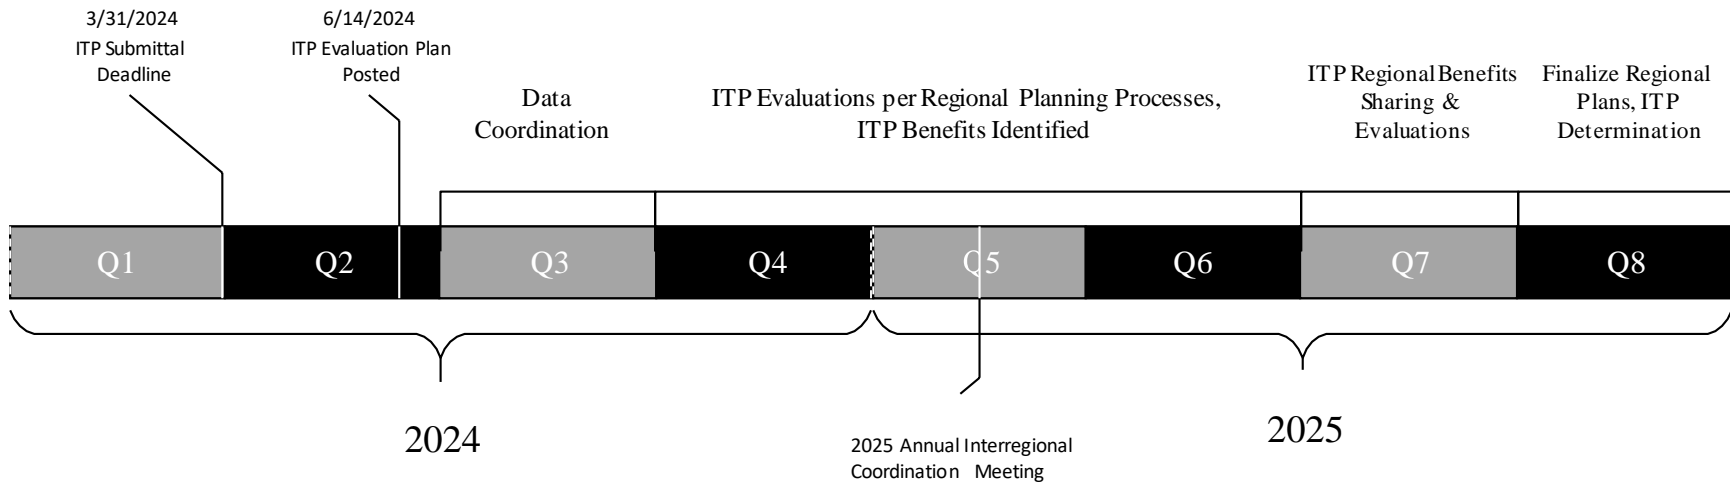 3/31/2024
ITP Submittal
Deadline
6/14/2024
ITP Evaluation Plan
Posted
Data
Coordination
ITP Evaluations per Regional Planning Processes,
ITP Benefits Identified
ITP Regional Benefits
Sharing &
Evaluations
Finalize Regional
Plans, ITP
Determination
Q1
Q2
Q3
Q4
Q5
Q6
Q7
Q8
2024
2025
2025 Annual Interregional
Coordination Meeting